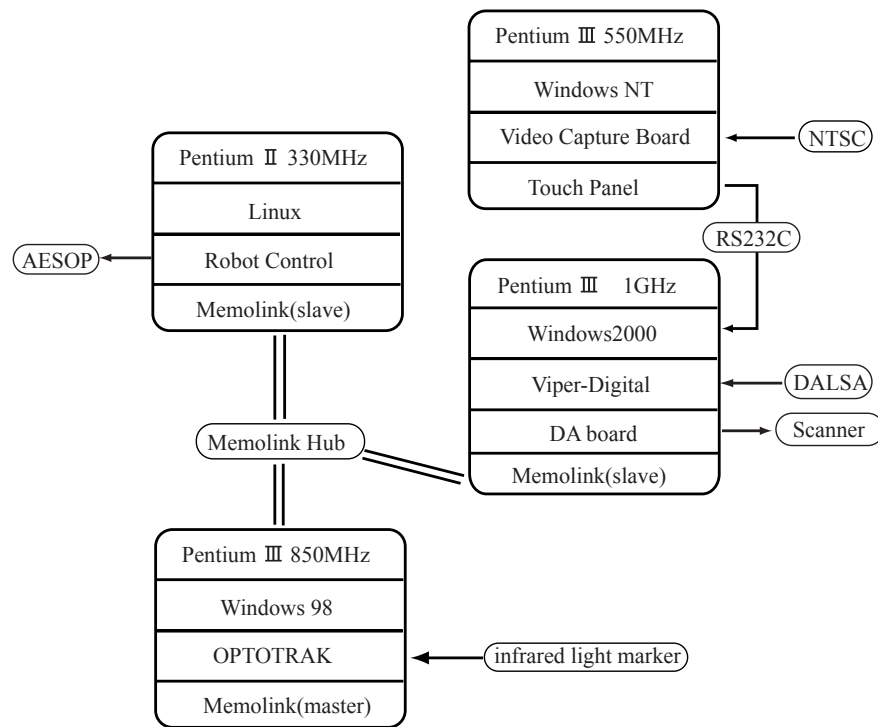 Pentium Ⅲ 550MHz
Windows NT
Video Capture Board
NTSC
Touch Panel
RS232C
Pentium Ⅱ 330MHz
Linux
Robot Control
AESOP
Memolink(slave)
Pentium Ⅲ 1GHz
Windows2000
Viper-Digital
DALSA
DA board
Scanner
Memolink(slave)
Memolink Hub
Pentium Ⅲ 850MHz
Windows 98
OPTOTRAK
infrared light marker
Memolink(master)